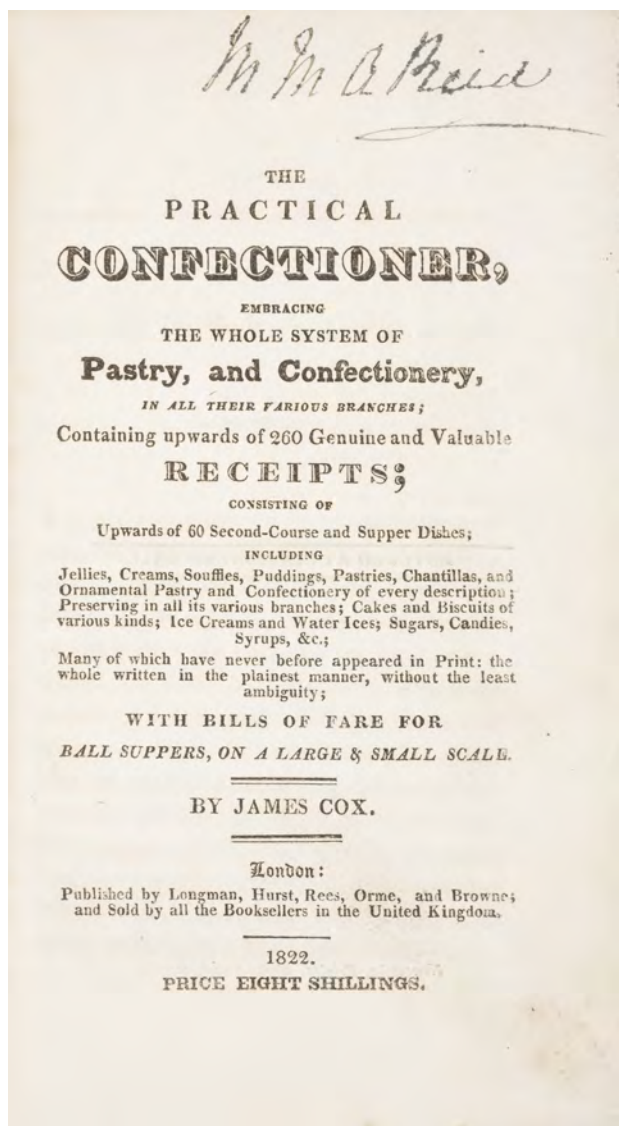 M M A Reid
THE
PRACTICAL
CONFECTIONER,
EMBRACING
THE WHOLE SYSTEM OF
Pastry, and Confectionery,
IN ALL THEIR VARIOUS BRANCHES;
Containing upwards of 260 Genuine and Valuable
RECEIPTS;
CONSISTING OF
Upwards of 60 Second-Course and Supper Dishes;
INCLUDING
Jellies, Creams, Souffles, Puddings, Pastries, Chantillas, and
Ornamental Pastry and Confectionery of every description;
Preserving in all its various branches; Cakes and Biscuits of
various kinds; Ice Creams and Water Ices; Sugars, Candies,
Syrups, &c.;
Many of which have never before appeared in Print: the
whole written in the plainest manner, without the least
ambiguity;
WITH BILLS OF FARE FOR
BALL SUPPERS, ON A LARGE & SMALL SCALE.
BY JAMES COX.
London:
Published by Longman, Hurst, Rees, Orme, and Browne;
and Sold by all the Booksellers in the United Kingdom.
1822.
PRICE EIGHT SHILLINGS.